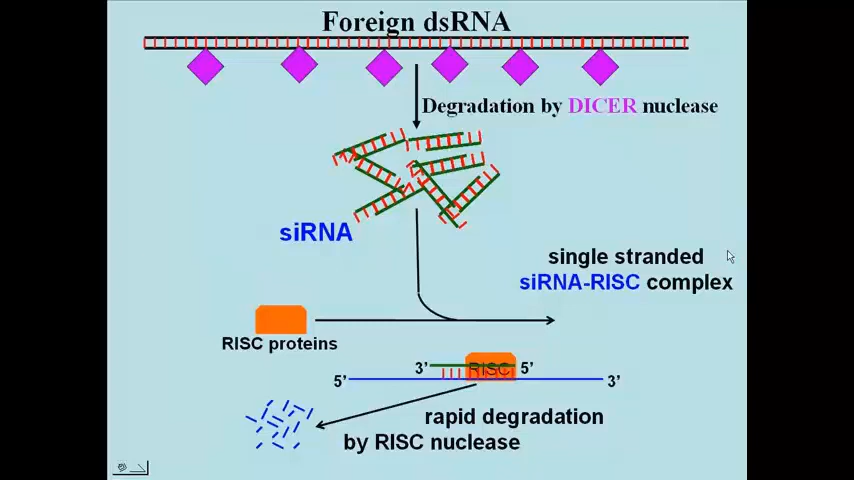 Foreign dsRNA
Degradation by DICER nuclease
siRNA
single stranded
siRNA-RISC complex
RISC proteins
3’ RISC 5’
5’ 3’
rapid degradation
by RISC nuclease